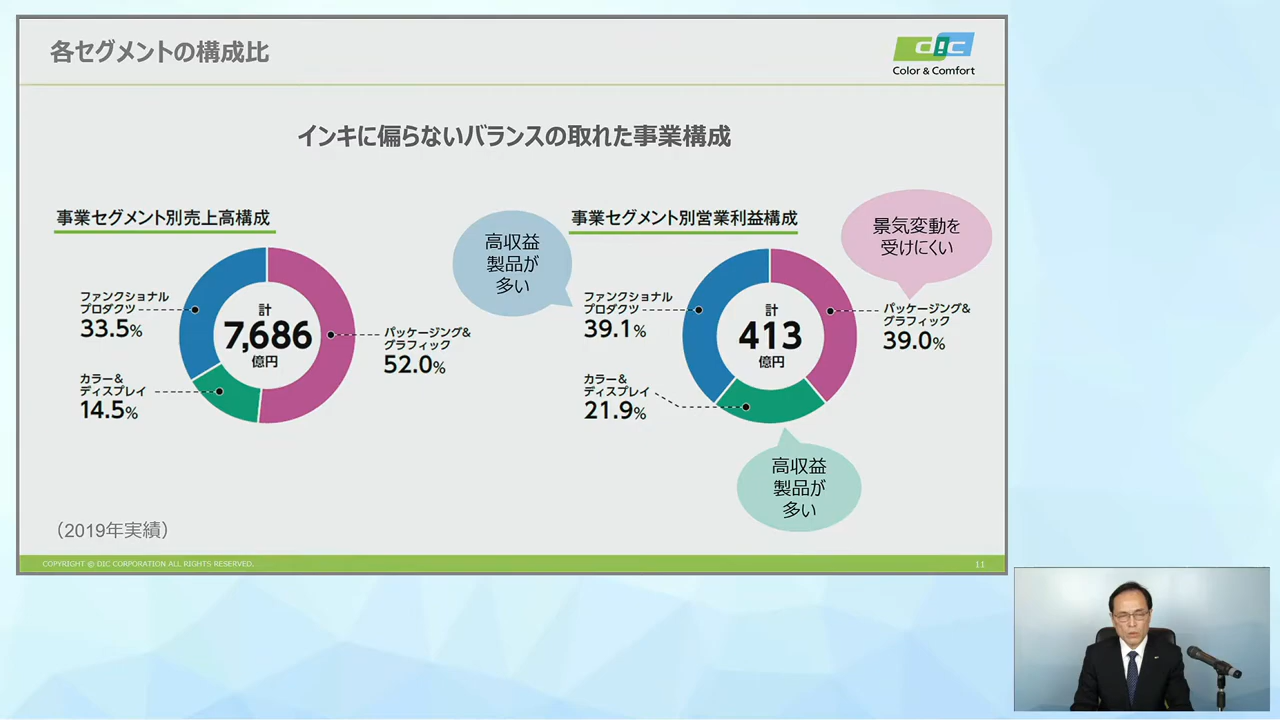 各セグメントの構成比
dic
Color & Comfort
インキに偏らないバランスの取れた事業構成
事業セグメント別売上高構成
ファンクショナル
プロダクツ
33.5%
カラー&
ディスプレイ
14.5%
計
7,686
億円
パッケージング&
グラフィック
52.0%
高収益
製品が
多い
事業セグメント別営業利益構成
ファンクショナル
プロダクツ
39.1%
カラー&
ディスプレイ
21.9%
計
413
億円
景気変動を
受けにくい
パッケージング&
グラフィック
39.0%
高収益
製品が
多い
（2019年実績）
COPYRIGHT © DIC CORPORATION ALL RIGHTS RESERVED.
11